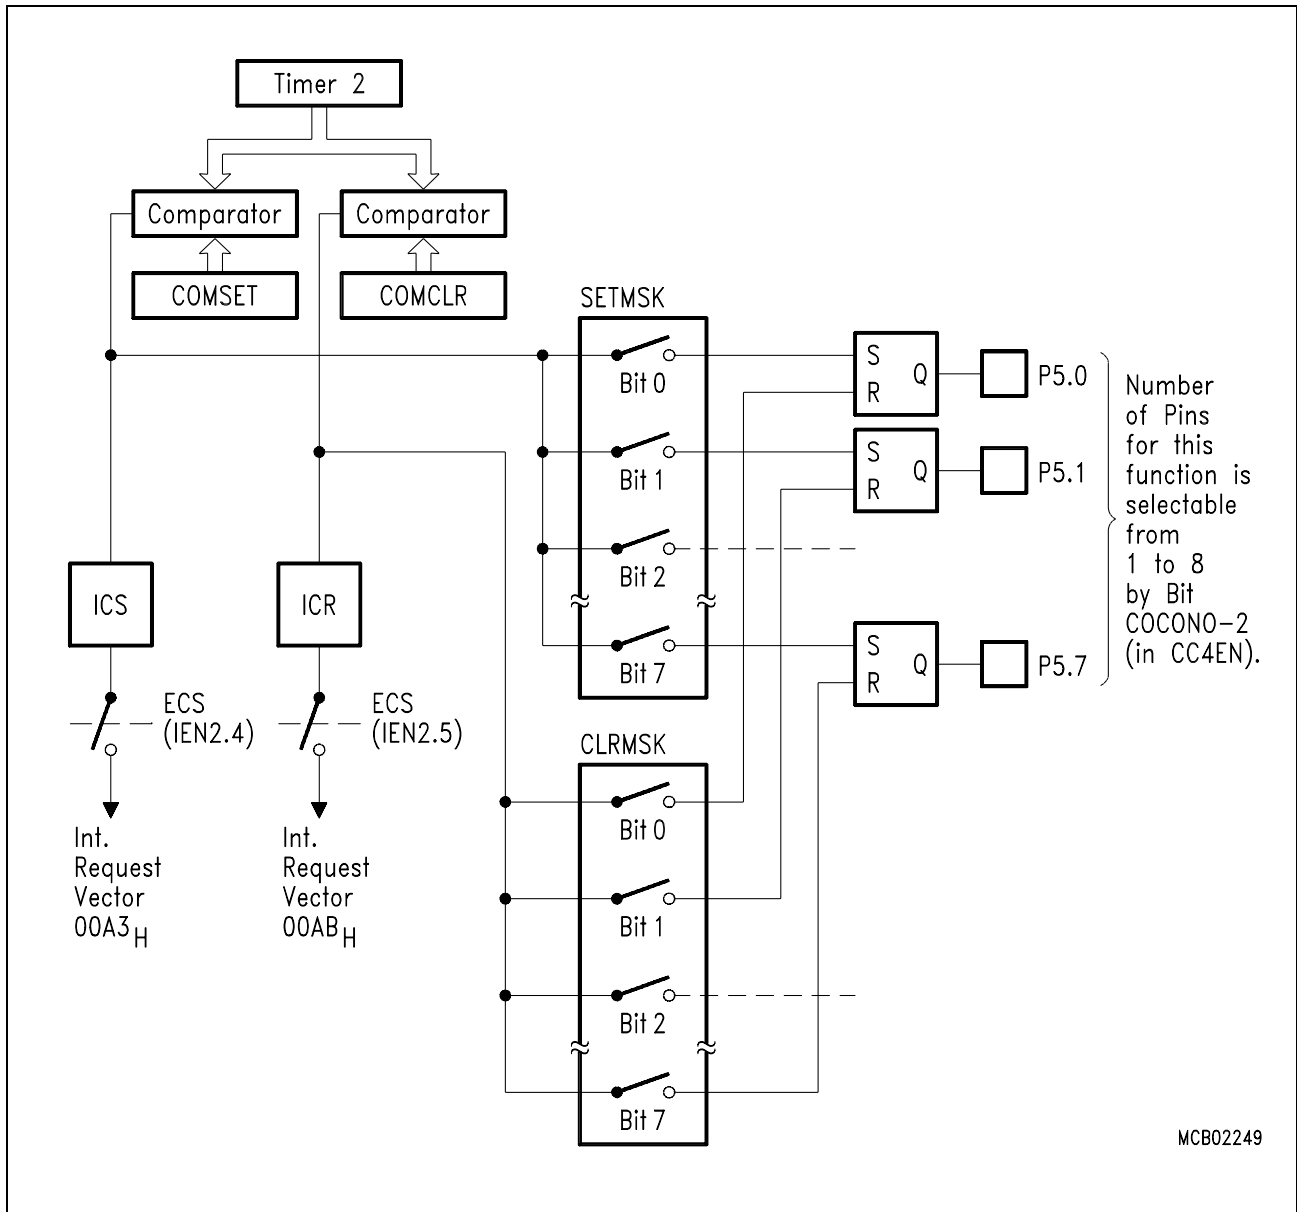 Timer 2
Comparator
Comparator
COMSET
COMCLR
SETMSK
Bit 0
Bit 1
Bit 2
Bit 7
S
R
Q
P5.0
S
R
Q
P5.1
S
R
Q
P5.7
Number
of Pins
for this
function is
selectable
from
1 to 8
by Bit
COCON0-2
(in CC4EN).
ICS
ICR
ECS
(IEN2.4)
ECS
(IEN2.5)
Int.
Request
Vector
00A3H
Int.
Request
Vector
00ABH
CLRMSK
Bit 0
Bit 1
Bit 2
Bit 7
MCB02249